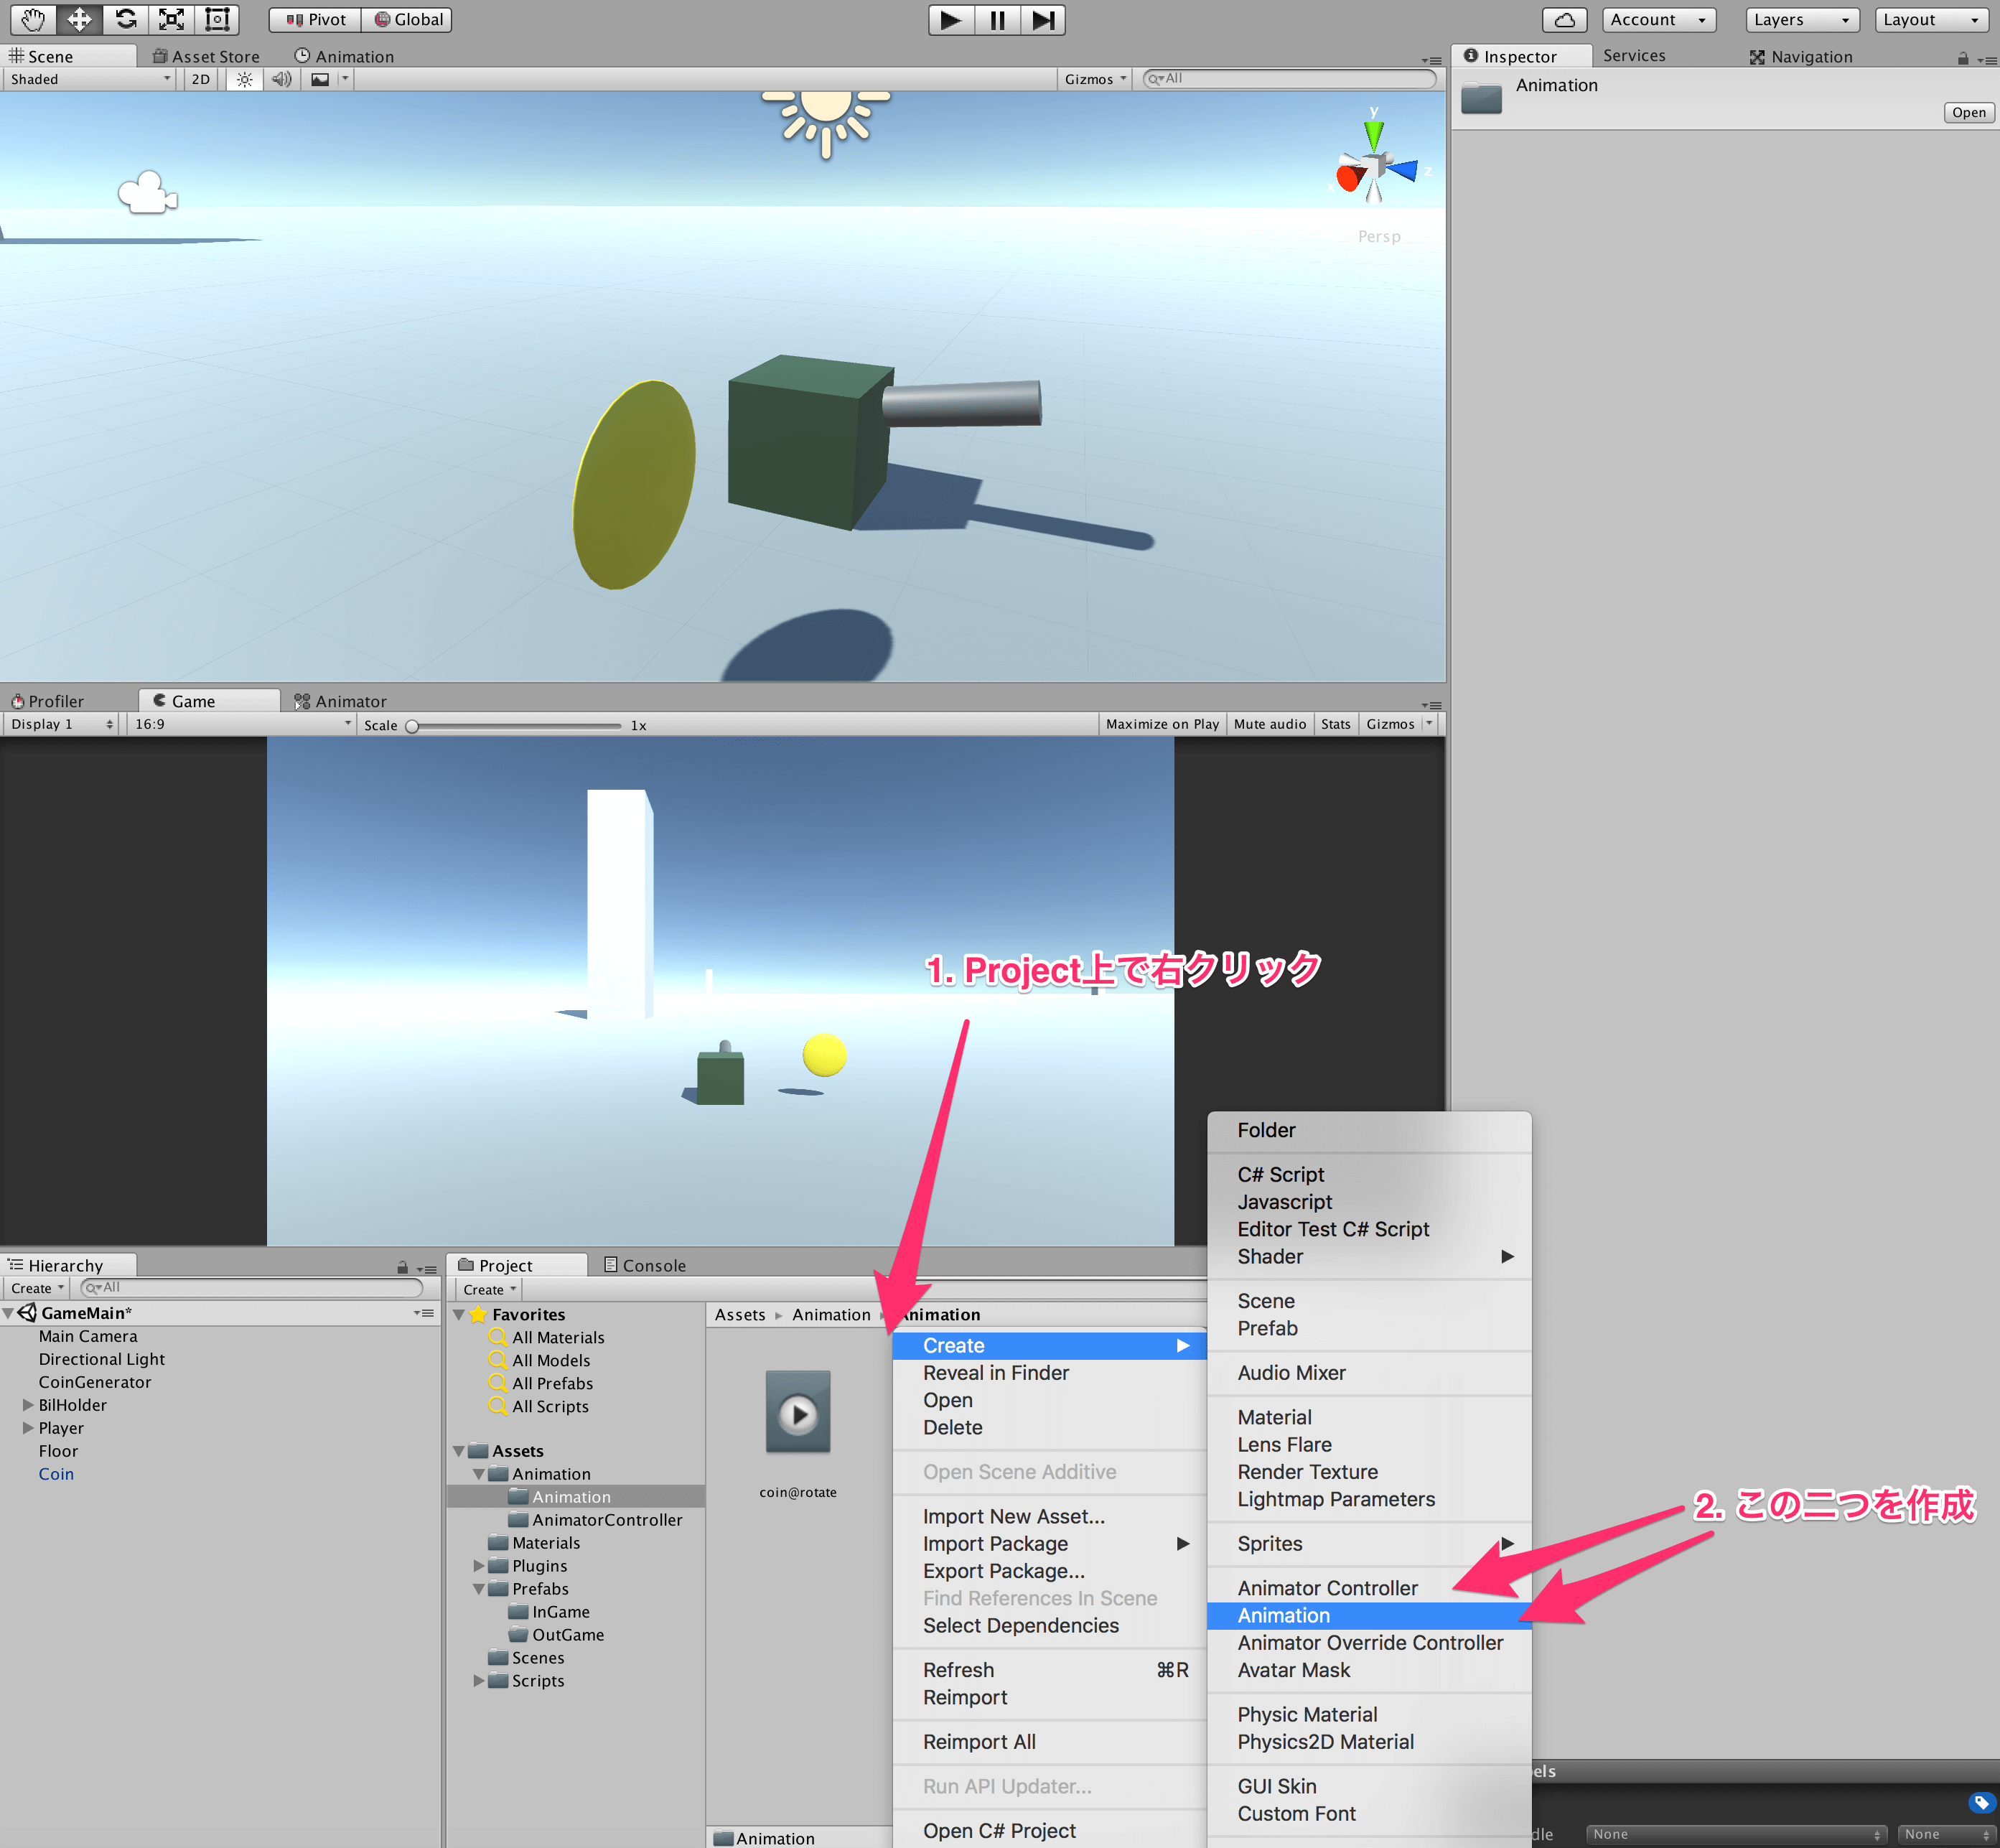 Pivot Global
Account Layers Layout
Scene Asset Store Animation
Shaded 2D Gizmos All
y
z
x
Persp
Inspector Services Navigation
Animation
Open
Profiler Game Animator
Display 1 16:9 Scale 1x Maximize on Play Mute audio Stats Gizmos
1. Project上で右クリック
Hierarchy
Create All
GameMain*
Main Camera
Directional Light
CoinGenerator
BilHolder
Player
Floor
Coin
Project Console
Create
Favorites
All Materials
All Models
All Prefabs
All Scripts
Assets
Animation
Animation
AnimatorController
Materials
Plugins
Prefabs
InGame
OutGame
Scenes
Scripts
Assets Animation Animation
coin@rotate
Animation
Create
Reveal in Finder
Open
Delete
Open Scene Additive
Import New Asset...
Import Package
Export Package...
Find References In Scene
Select Dependencies
Refresh ⌘R
Reimport
Reimport All
Run API Updater...
Open C# Project
Folder
C# Script
Javascript
Editor Test C# Script
Shader
Scene
Prefab
Audio Mixer
Material
Lens Flare
Render Texture
Lightmap Parameters
Sprites
Animator Controller
Animation
Animator Override Controller
Avatar Mask
Physic Material
Physics2D Material
GUI Skin
Custom Font
2. この二つを作成
None None